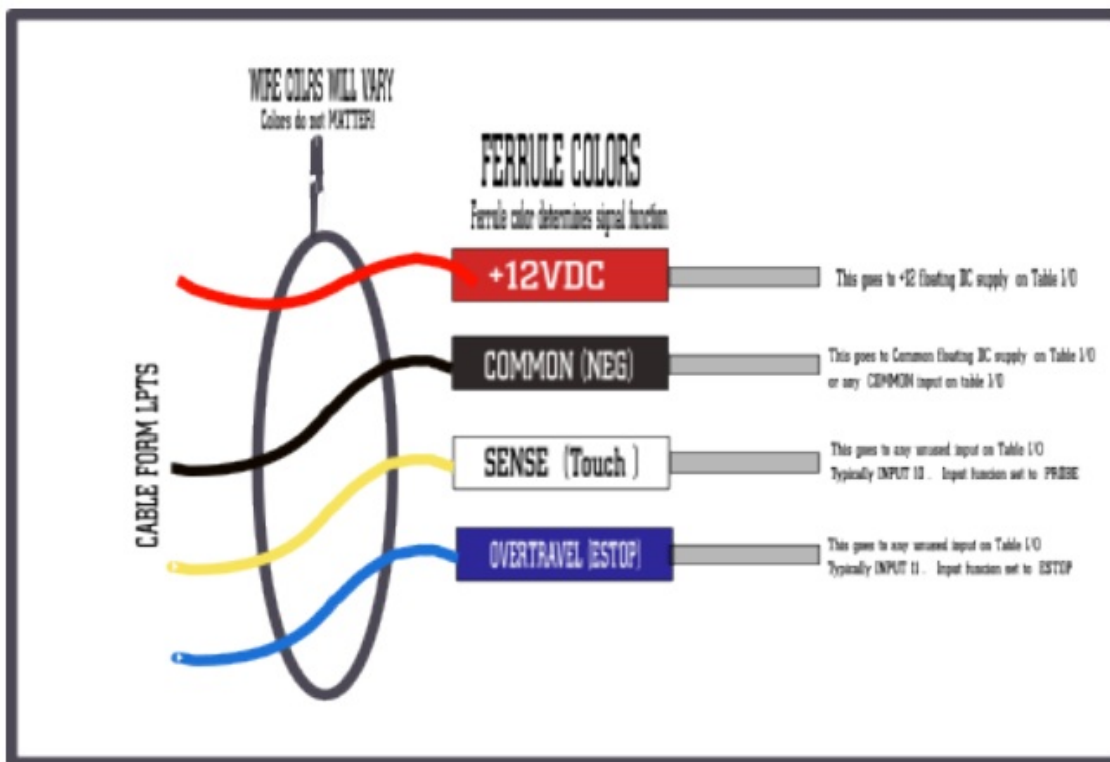 WIRE COLRS WILL VARY
Colors do not MATTER!
FERRULE COLORS
Ferrule color determines signal function
CABLE FORM LPTS
+12VDC
This goes to +12 floating DC supply on Table I/O
COMMON (NEG)
This goes to Common floating DC supply on Table I/O
or any COMMON input on table I/O
SENSE (Touch )
This goes to any unused input on Table I/O
Typically INPUT 10 . Input funcion set to PROBE
OVERTRAVEL (ESTOP)
This goes to any unused input on Table I/O
Typically INPUT 11 . Input funcion set to ESTOP